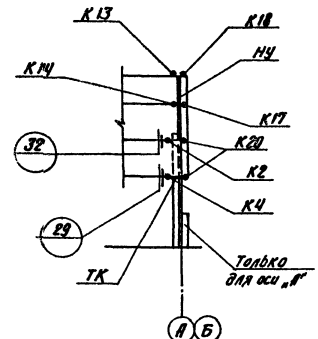 К13
К18
К14
НУ
К17
32
К20
К2
29
К4
ТК
Только
для оси „А"
А Б